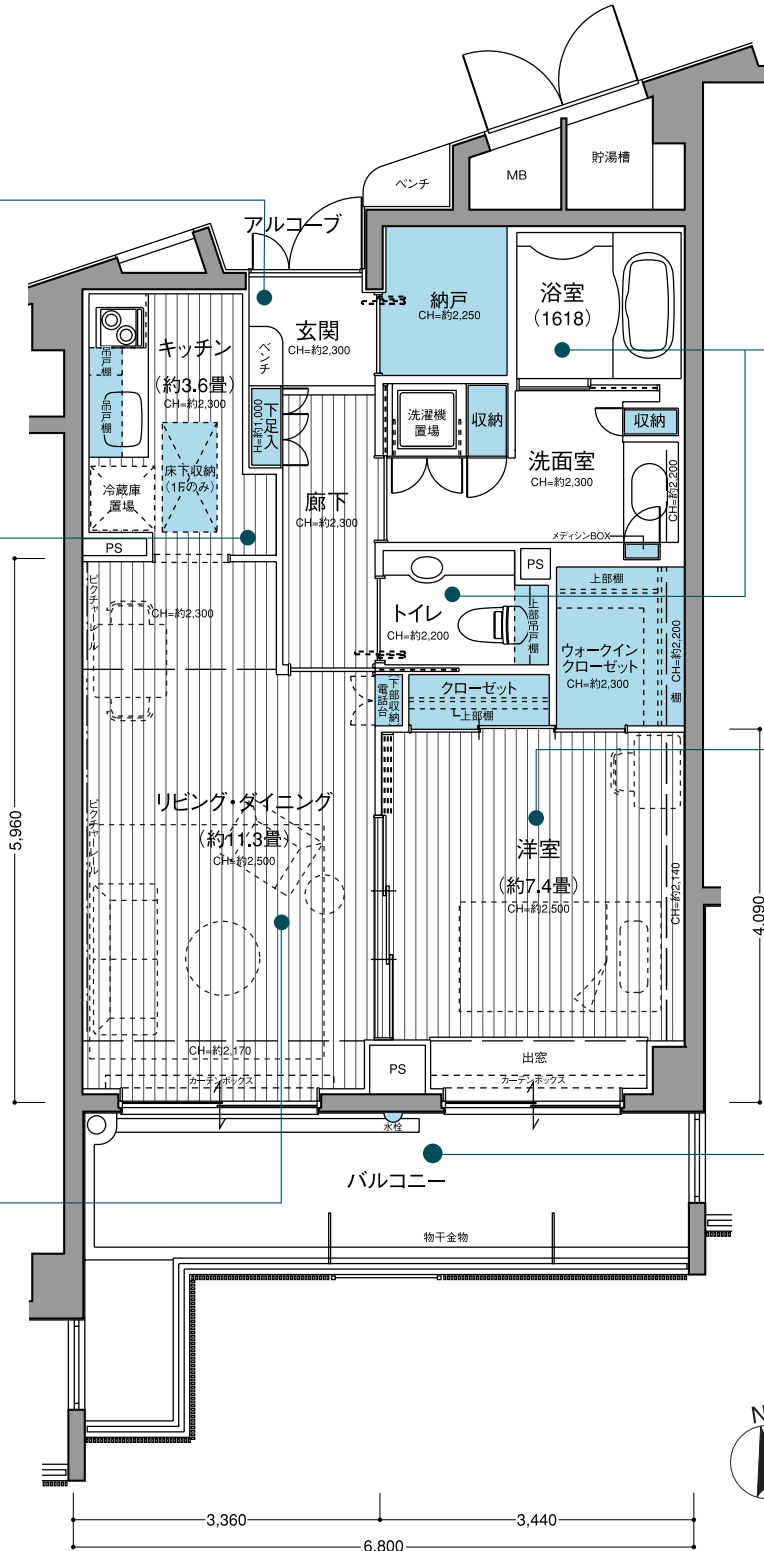 ベンチ
MB
貯湯槽
アルコーブ
納戸
CH=約2,250
浴室
(1618)
玄関
CH=約2,300
ベンチ
キッチン
(約3.6畳)
CH=約2,300
吊戸棚
吊戸棚
下足入
H=約1,000
洗濯機
置場
収納
収納
洗面室
CH=約2,300
CH=約2,200
床下収納
(1Fのみ)
冷蔵庫
置場
廊下
CH=約2,300
メディシンBOX
PS
PS
ピクチャーレール
CH=約2,300
トイレ
CH=約2,200
上部吊戸棚
上部棚
ウォークイン
クローゼット
CH=約2,300
CH=約2,200
棚
下部収納
電話台
クローゼット
上部棚
5,960
ピクチャーレール
リビング・ダイニング
(約11.3畳)
CH=約2,500
洋室
(約7.4畳)
CH=約2,500
CH=約2,140
4,090
CH=約2,170
カーテンボックス
PS
出窓
カーテンボックス
水栓
バルコニー
物干金物
N
3,360
3,440
6,800